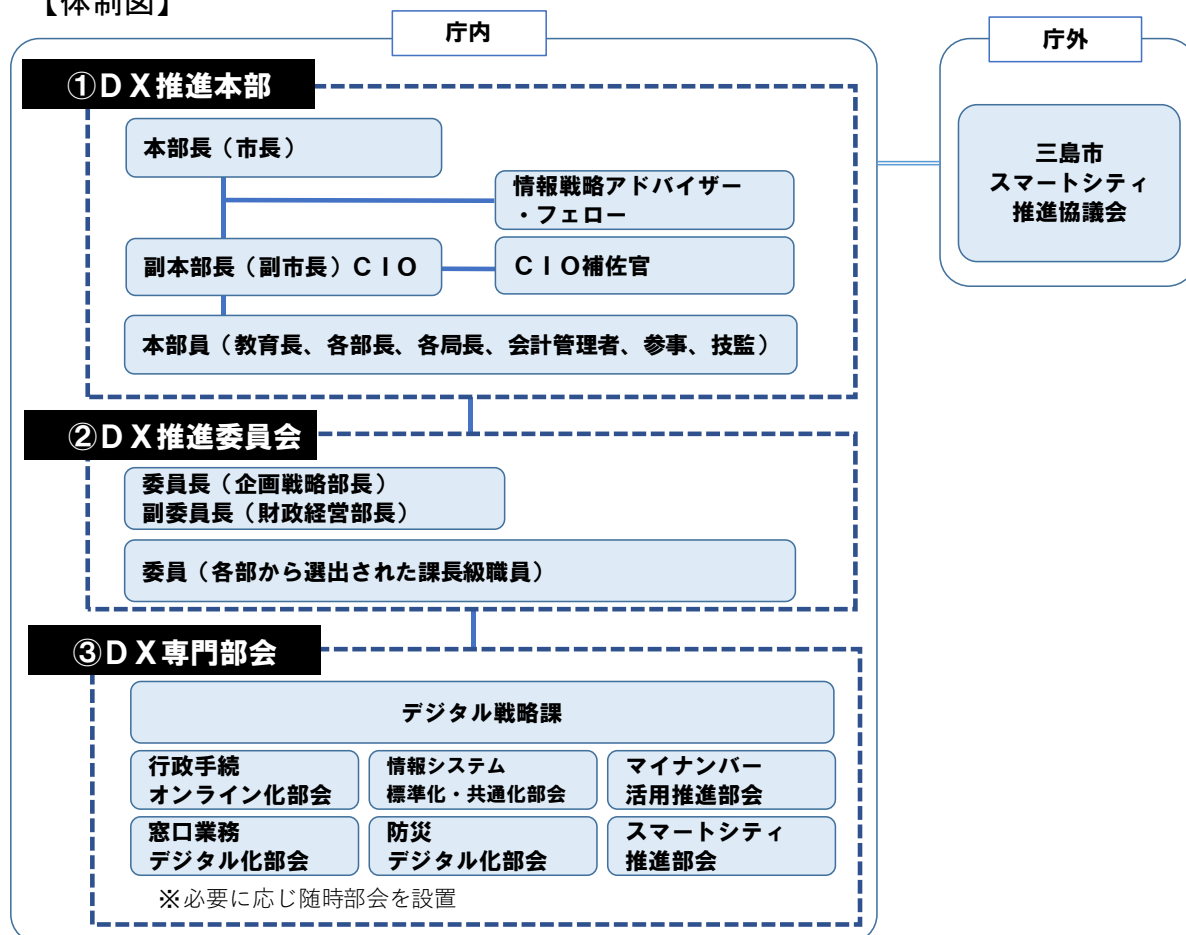 【体制図】
庁内
庁外
①ＤＸ推進本部
本部長（市長）
情報戦略アドバイザー
・フェロー
副本部長（副市長）ＣＩＯ
ＣＩＯ補佐官
本部員（教育長、各部長、各局長、会計管理者、参事、技監）
三島市
スマートシティ
推進協議会
②ＤＸ推進委員会
委員長（企画戦略部長）
副委員長（財政経営部長）
委員（各部から選出された課長級職員）
③ＤＸ専門部会
デジタル戦略課
行政手続
オンライン化部会
情報システム
標準化・共通化部会
マイナンバー
活用推進部会
窓口業務
デジタル化部会
防災
デジタル化部会
スマートシティ
推進部会
※必要に応じ随時部会を設置